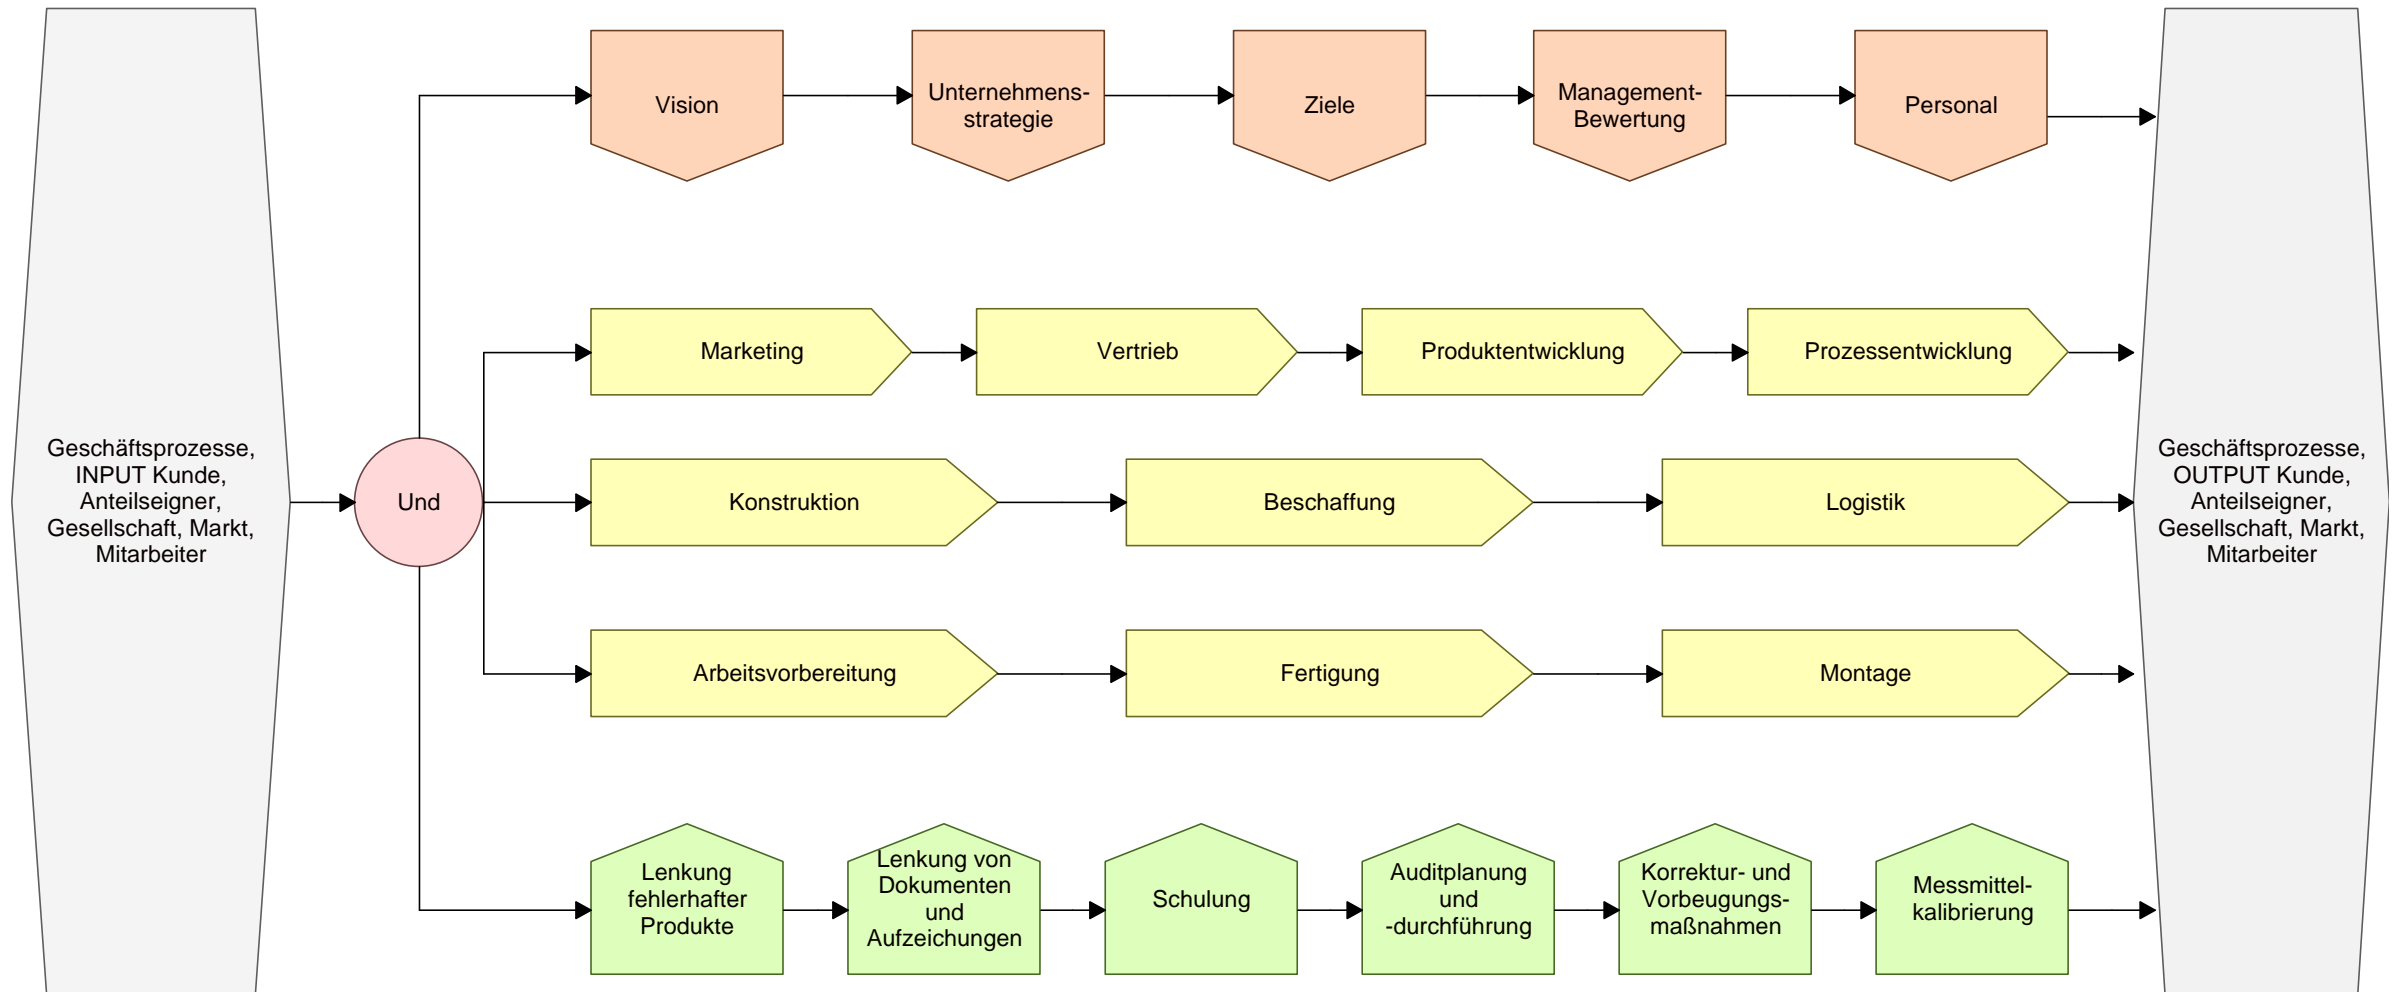 Vision
Unternehmens-
strategie
Ziele
Management-
Bewertung
Personal
Marketing
Vertrieb
Produktentwicklung
Prozessentwicklung
Geschäftsprozesse,
INPUT Kunde,
Anteilseigner,
Gesellschaft, Markt,
Mitarbeiter
Und
Konstruktion
Beschaffung
Logistik
Geschäftsprozesse,
OUTPUT Kunde,
Anteilseigner,
Gesellschaft, Markt,
Mitarbeiter
Arbeitsvorbereitung
Fertigung
Montage
Lenkung
fehlerhafter
Produkte
Lenkung von
Dokumenten
und
Aufzeichungen
Schulung
Auditplanung
und
-durchführung
Korrektur- und
Vorbeugungs-
maßnahmen
Messmittel-
kalibrierung